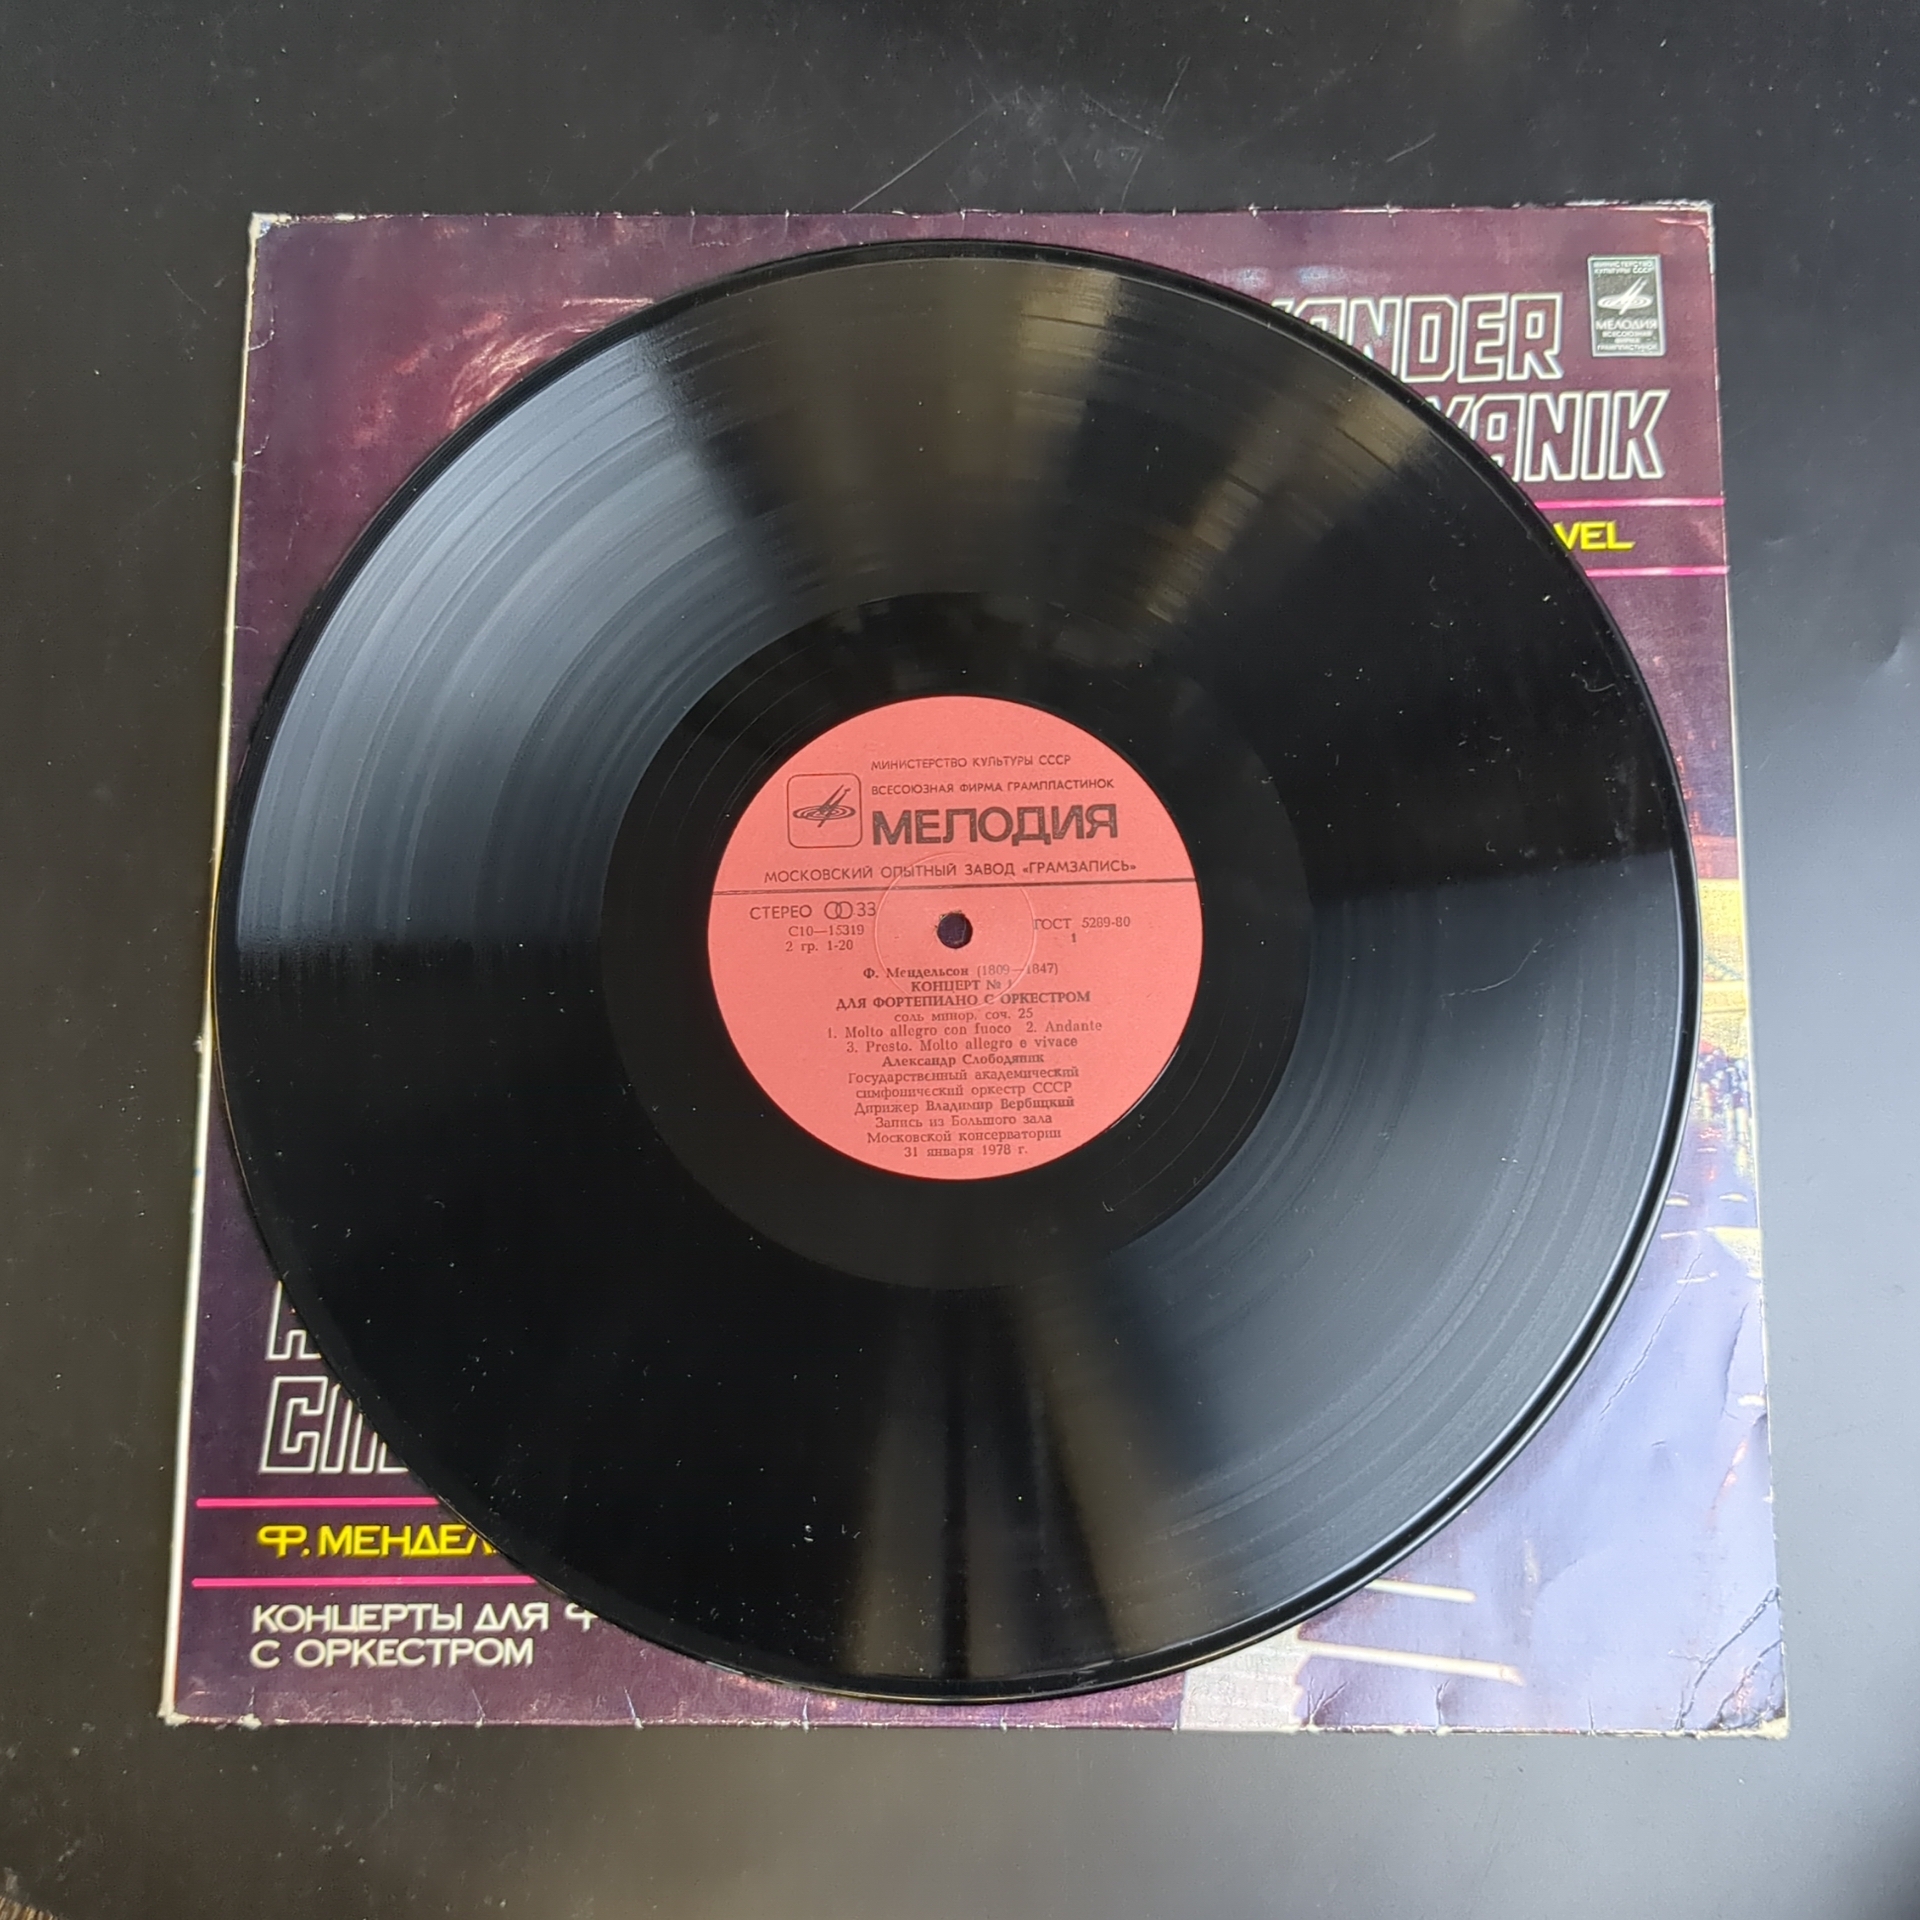 МИНИСТЕРСТВО
КУЛЬТУРЫ СССР
МЕЛОДИЯ
ВСЕСОЮЗНАЯ
ФИРМА
ГРАМПЛАСТИНОК
ANDER
YANIK
VEL
МИНИСТЕРСТВО КУЛЬТУРЫ СССР
ВСЕСОЮЗНАЯ ФИРМА ГРАМПЛАСТИНОК
МЕЛОДИЯ
МОСКОВСКИЙ ОПЫТНЫЙ ЗАВОД «ГРАМЗАПИСЬ»
СТЕРЕО 33
С10—15319
2 гр. 1-20
ГОСТ 5289-80
1
Ф. Мендельсон (1809—1847)
КОНЦЕРТ № 1
ДЛЯ ФОРТЕПИАНО С ОРКЕСТРОМ
соль минор, соч. 25
1. Molto allegro con fuoco 2. Andante
3. Presto. Molto allegro e vivace
Александр Слободяник
Государственный академический
симфонический оркестр СССР
Дирижер Владимир Вербицкий
Запись из Большого зала
Московской консерватории
31 января 1978 г.
Ф. МЕНДЕЛ
КОНЦЕРТЫ ДЛЯ Ф
С ОРКЕСТРОМ